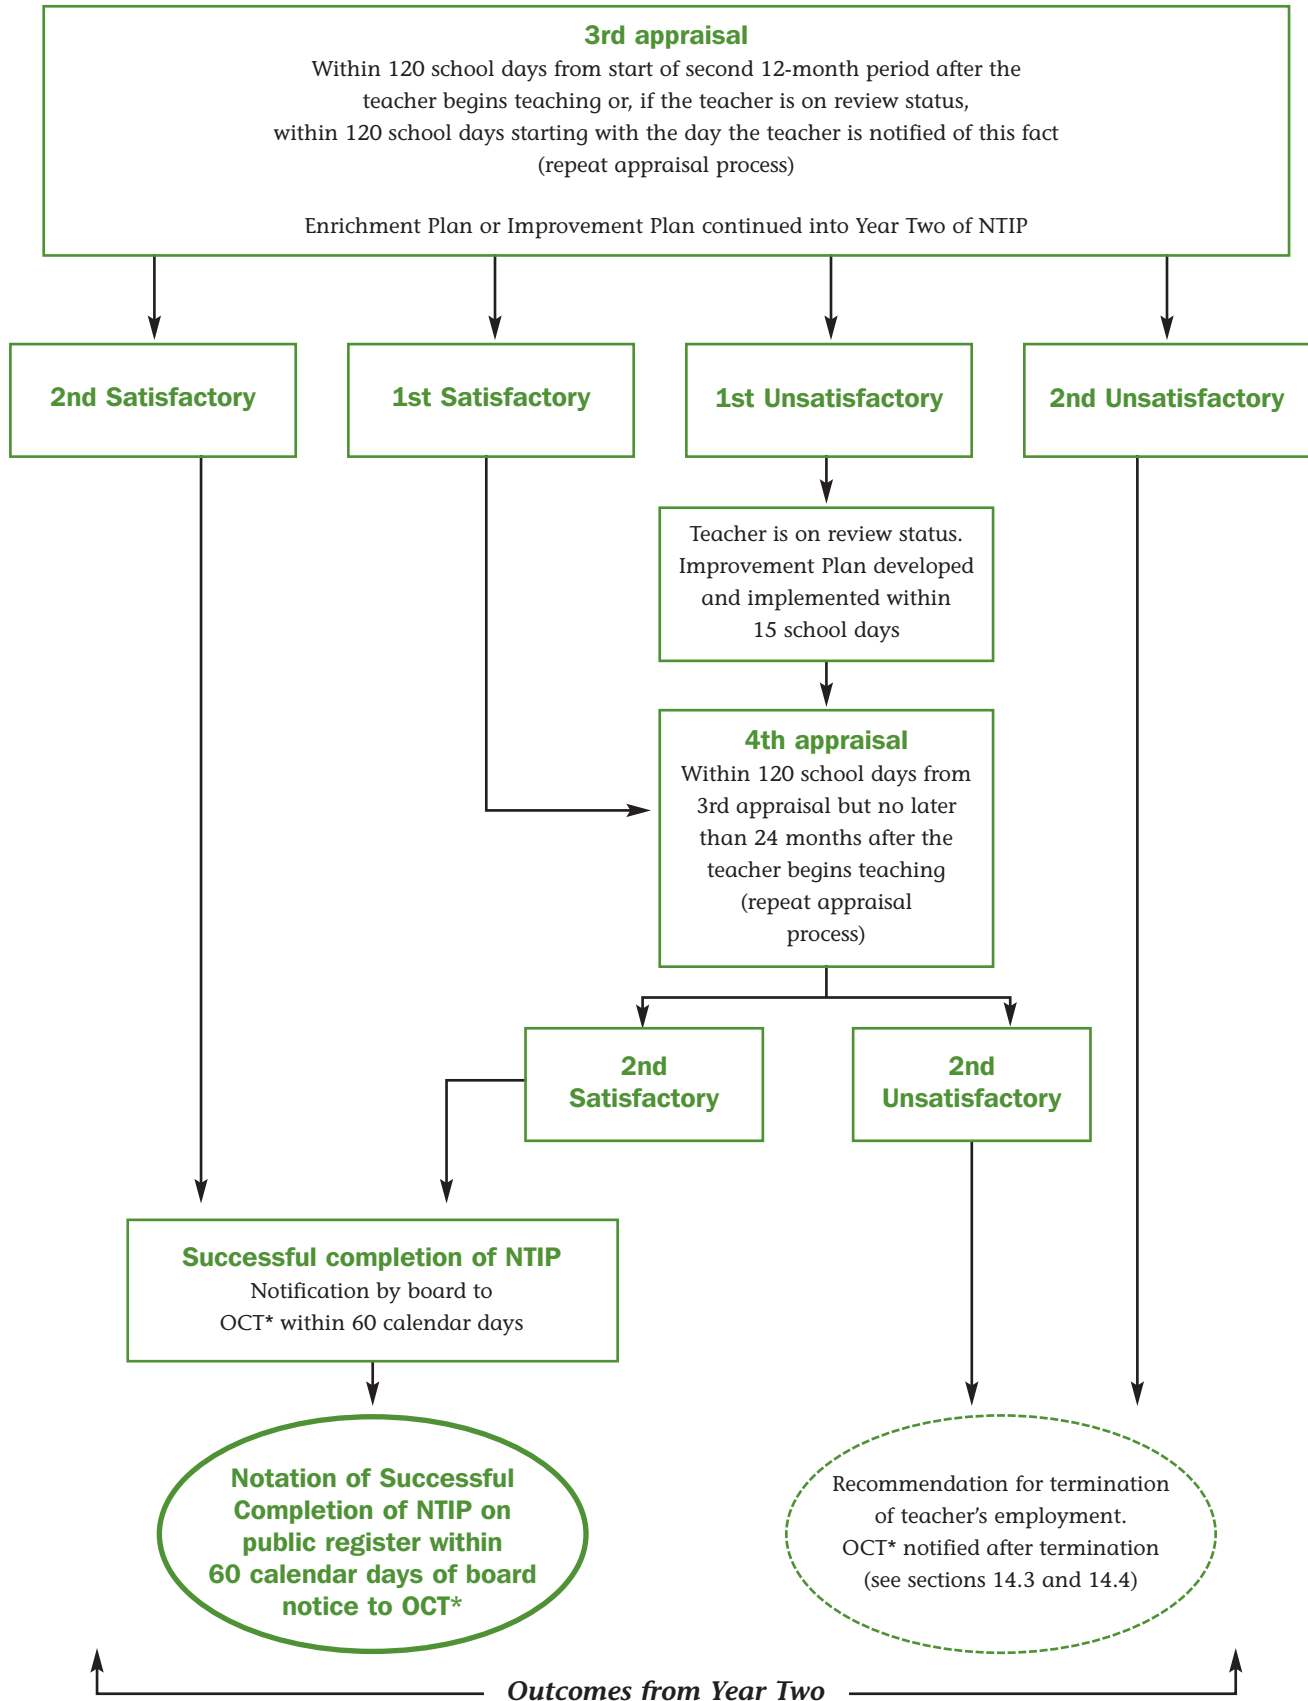 3rd appraisal
Within 120 school days from start of second 12-month period after the
teacher begins teaching or, if the teacher is on review status,
within 120 school days starting with the day the teacher is notified of this fact
(repeat appraisal process)
Enrichment Plan or Improvement Plan continued into Year Two of NTIP
2nd Satisfactory
1st Satisfactory
1st Unsatisfactory
2nd Unsatisfactory
Teacher is on review status.
Improvement Plan developed
and implemented within
15 school days
4th appraisal
Within 120 school days from
3rd appraisal but no later
than 24 months after the
teacher begins teaching
(repeat appraisal
process)
2nd
Satisfactory
2nd
Unsatisfactory
Successful completion of NTIP
Notification by board to
OCT* within 60 calendar days
Notation of Successful
Completion of NTIP on
public register within
60 calendar days of board
notice to OCT*
Recommendation for termination
of teacher’s employment.
OCT* notified after termination
(see sections 14.3 and 14.4)
Outcomes from Year Two